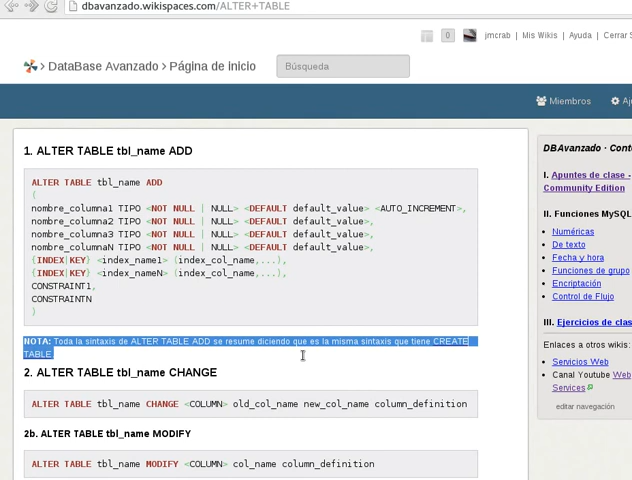 dbavanzado.wikispaces.com/ALTER+TABLE
0 jmcrab | Mis Wikis | Ayuda | Cerrar S
DataBase Avanzado › Página de inicio Búsqueda
Miembros Aj
1. ALTER TABLE tbl_name ADD
ALTER TABLE tbl_name ADD
(
nombre_columna1 TIPO <NOT NULL | NULL> <DEFAULT default_value> <AUTO_INCREMENT>,
nombre_columna2 TIPO <NOT NULL | NULL> <DEFAULT default_value>,
nombre_columna3 TIPO <NOT NULL | NULL> <DEFAULT default_value>,
nombre_columnaN TIPO <NOT NULL | NULL> <DEFAULT default_value>,
{INDEX|KEY} <index_name1> (index_col_name,...),
{INDEX|KEY} <index_nameN> (index_col_name,...),
CONSTRAINT1,
CONSTRAINTN
)
NOTA: Toda la sintaxis de ALTER TABLE ADD se resume diciendo que es la misma sintaxis que tiene CREATE
TABLE
2. ALTER TABLE tbl_name CHANGE
ALTER TABLE tbl_name CHANGE <COLUMN> old_col_name new_col_name column_definition
2b. ALTER TABLE tbl_name MODIFY
ALTER TABLE tbl_name MODIFY <COLUMN> col_name column_definition
DBAvanzado · Cont
I. Apuntes de clase -
Community Edition
II. Funciones MySQL
Numéricas
De texto
Fecha y hora
Funciones de grupo
Encriptación
Control de Flujo
III. Ejercicios de clas
Enlaces a otros wikis:
Servicios Web
Canal Youtube Web
Services
editar navegación